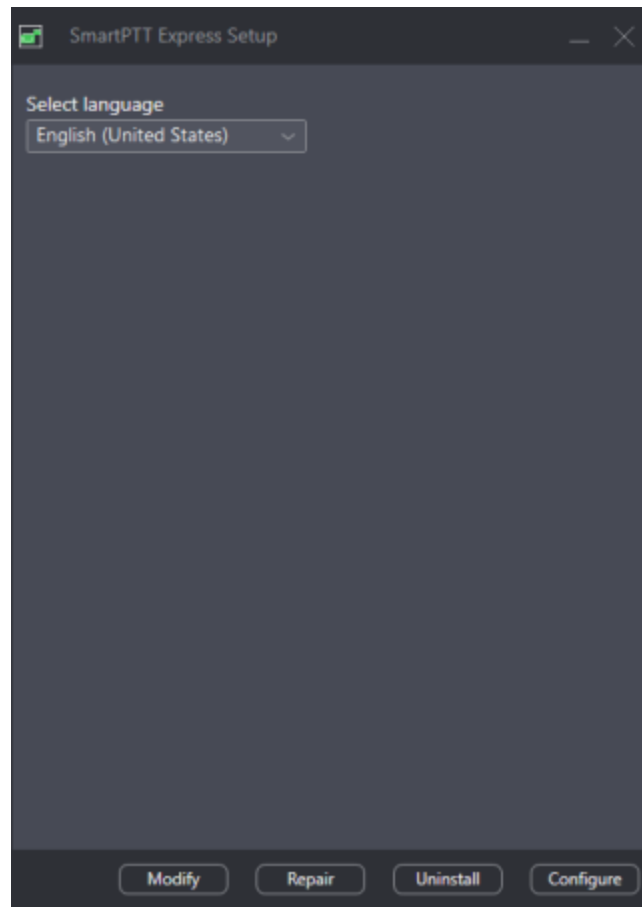 SmartPTT Express Setup
Select language
English (United States)
Modify Repair Uninstall Configure